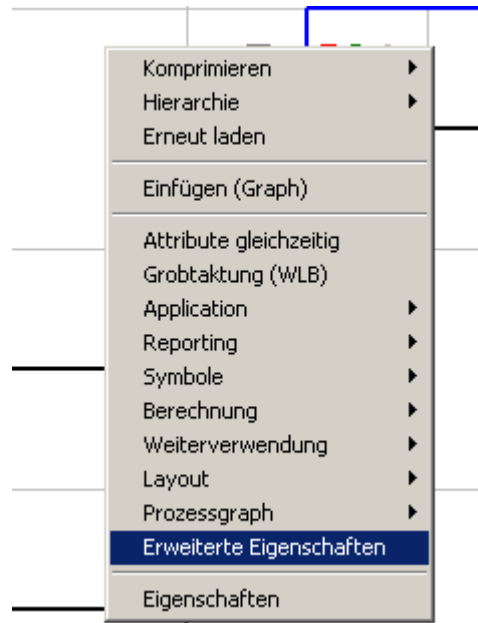 Komprimieren
Hierarchie
Erneut laden
Einfügen (Graph)
Attribute gleichzeitig
Grobtaktung (WLB)
Application
Reporting
Symbole
Berechnung
Weiterverwendung
Layout
Prozessgraph
Erweiterte Eigenschaften
Eigenschaften